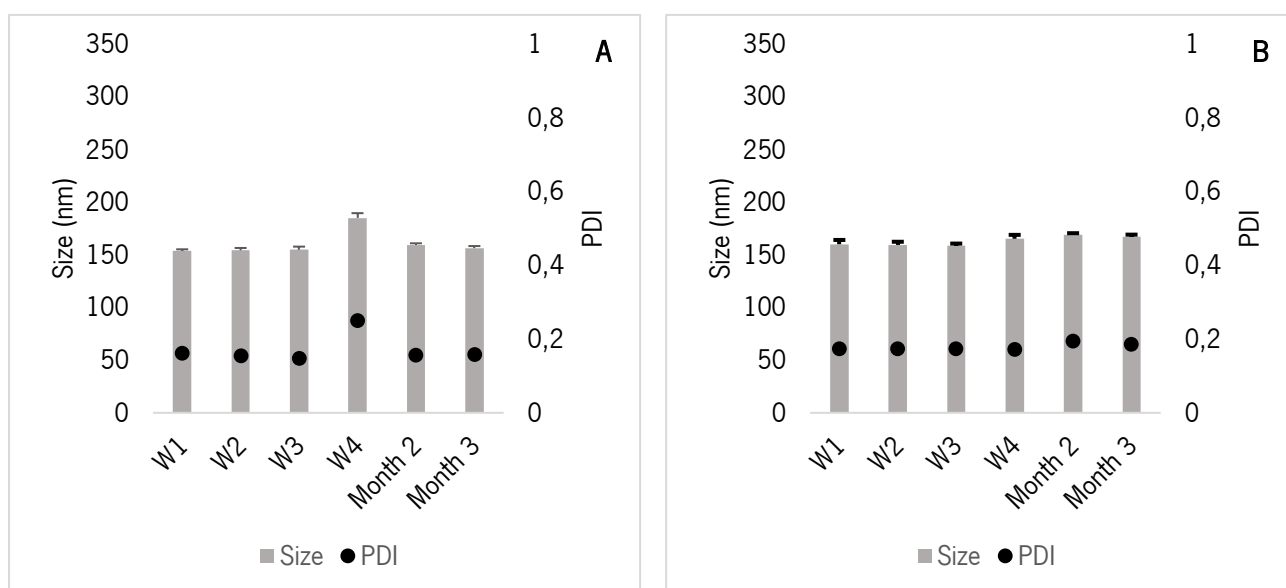 A
350
300
250
200
150
100
50
0
Size (nm)
1
0,8
0,6
0,4
0,2
0
PDI
W1
W2
W3
W4
Month 2
Month 3
Size
PDI
B
350
300
250
200
150
100
50
0
Size (nm)
1
0,8
0,6
0,4
0,2
0
PDI
W1
W2
W3
W4
Month 2
Month 3
Size
PDI